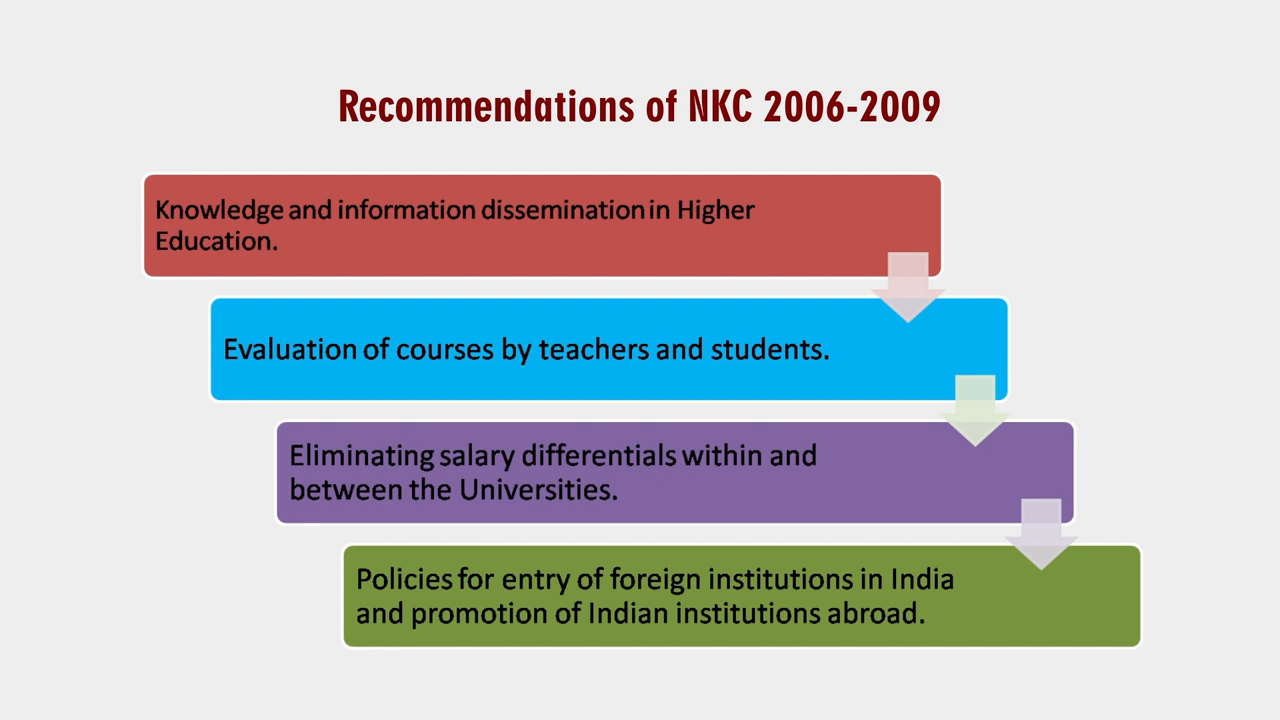 Recommendations of NKC 2006-2009
Knowledge and information dissemination in Higher
Education.
Evaluation of courses by teachers and students.
Eliminating salary differentials within and
between the Universities.
Policies for entry of foreign institutions in India
and promotion of Indian institutions abroad.